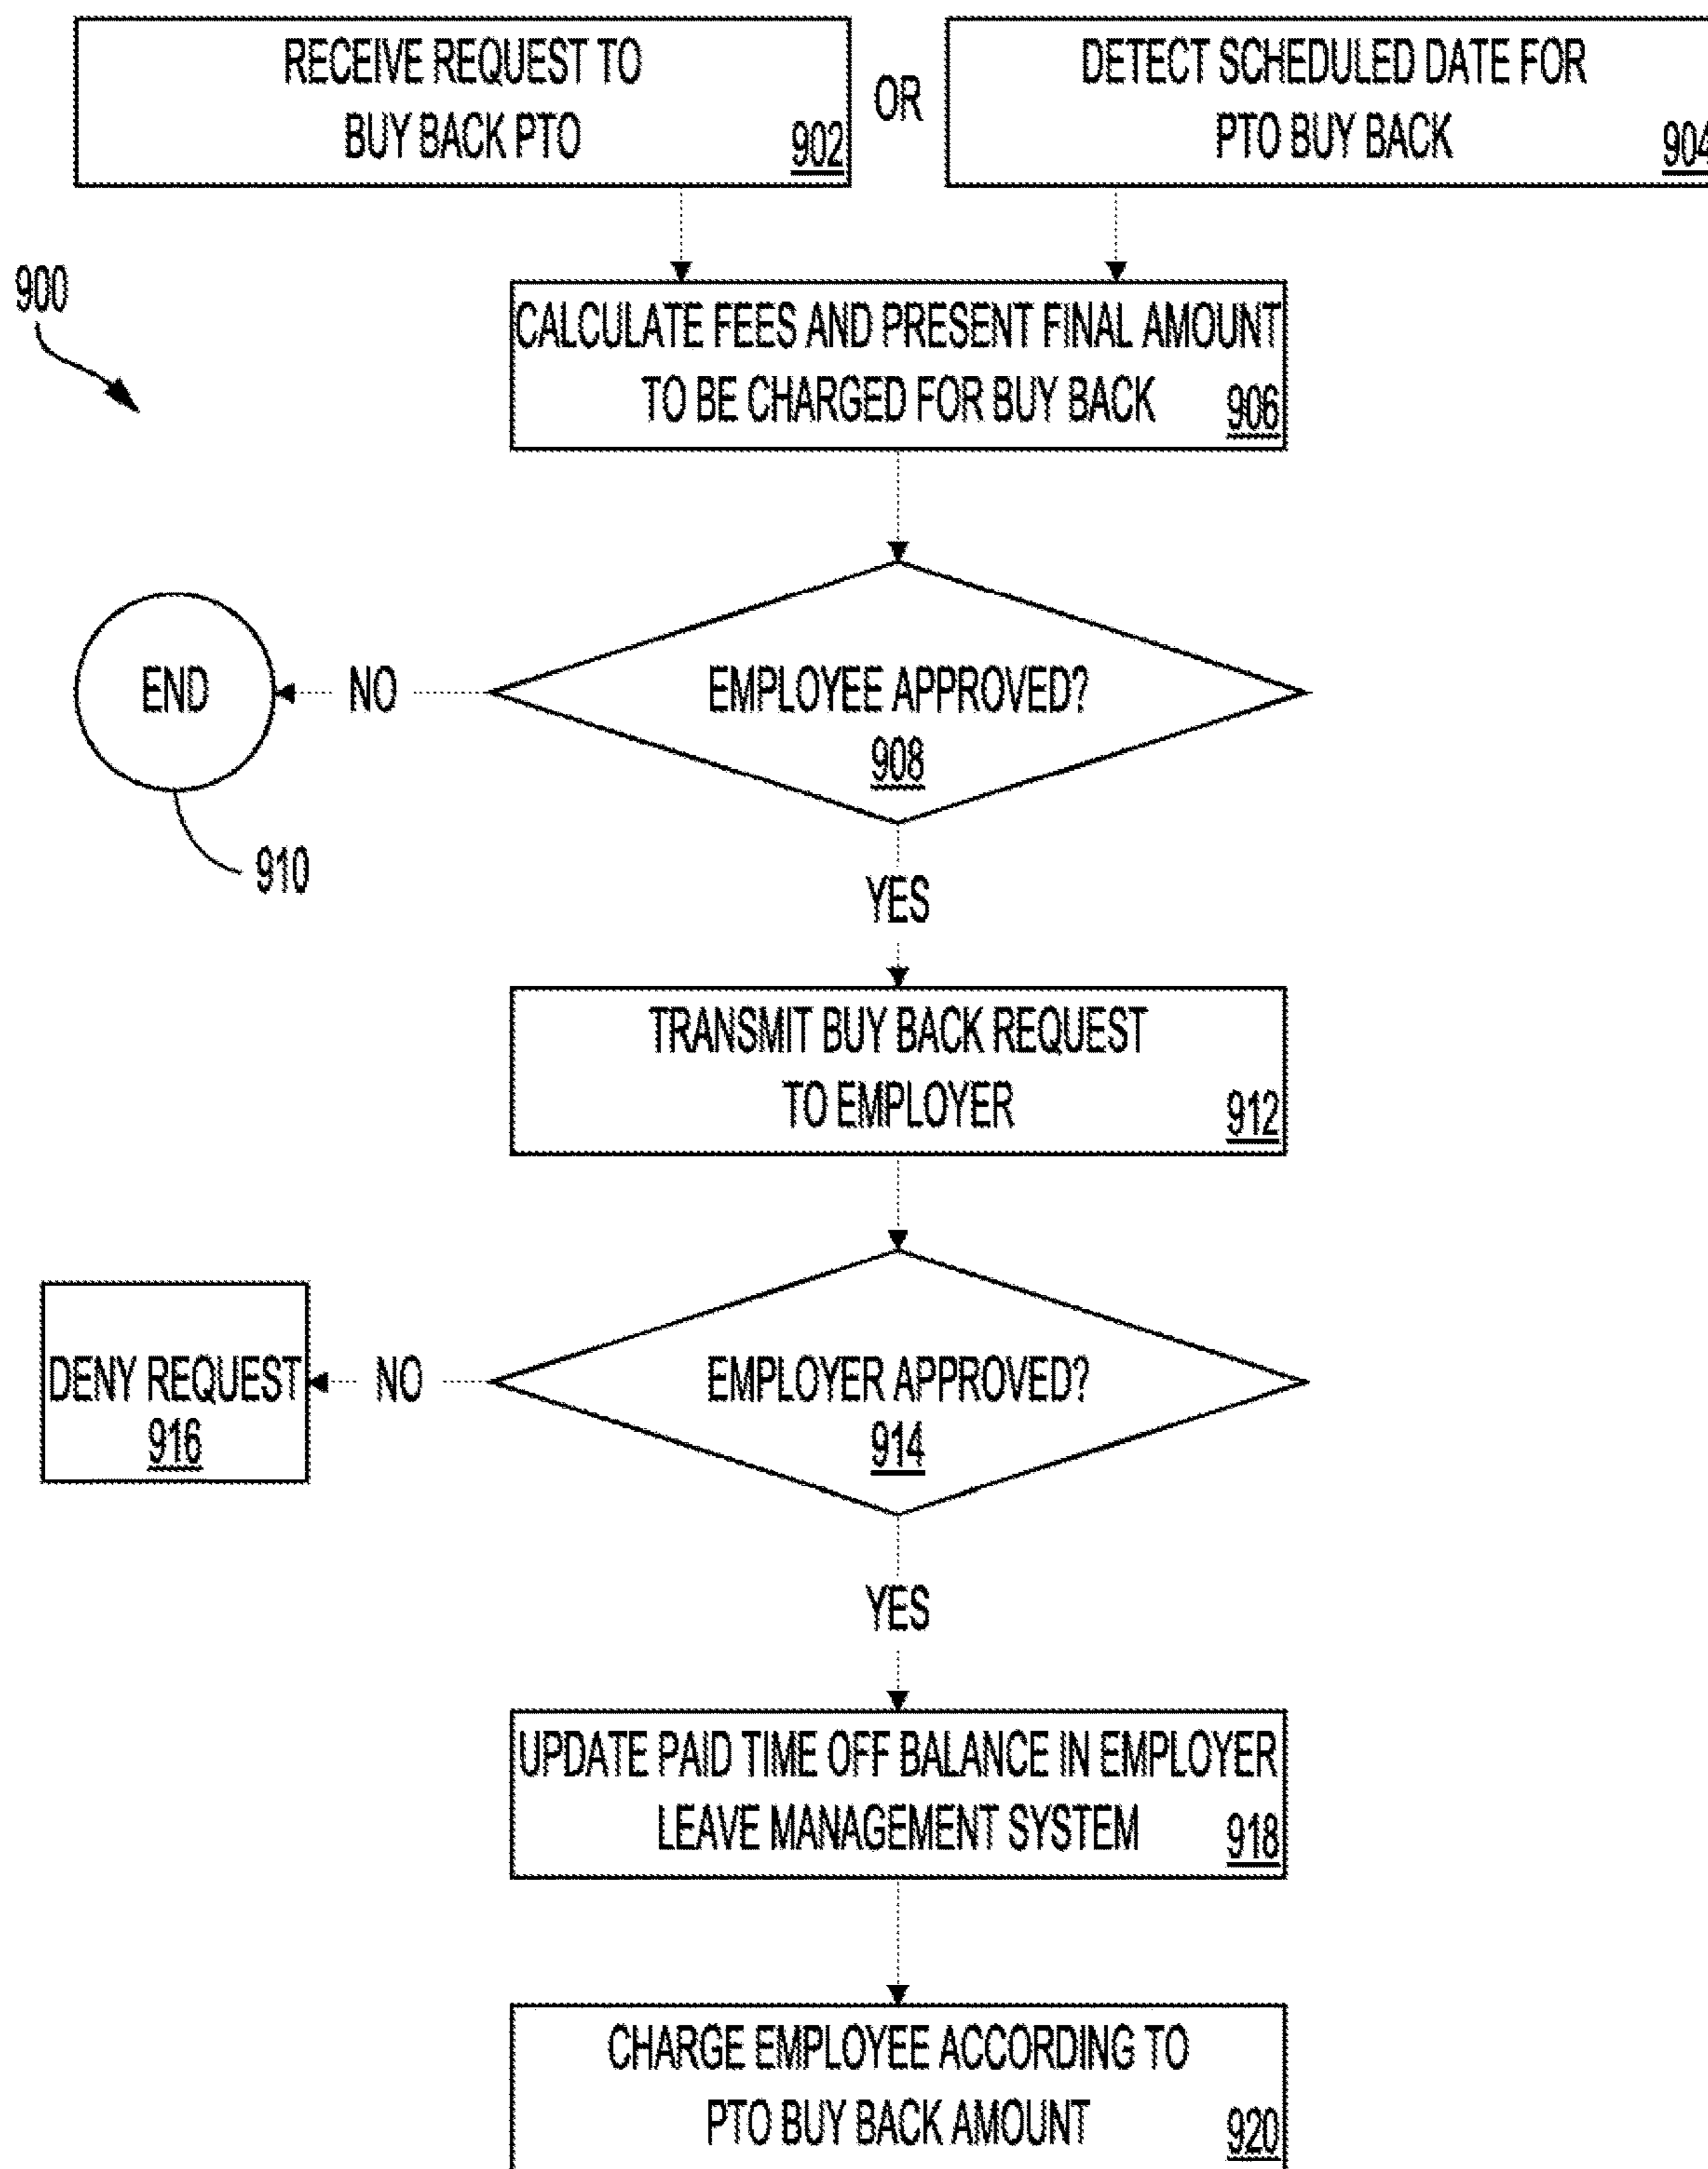 RECEIVE REQUEST TO
BUY BACK PTO
902
OR
DETECT SCHEDULED DATE FOR
PTO BUY BACK
904
900
CALCULATE FEES AND PRESENT FINAL AMOUNT
TO BE CHARGED FOR BUY BACK
906
EMPLOYEE APPROVED?
908
NO
END
910
YES
TRANSMIT BUY BACK REQUEST
TO EMPLOYER
912
EMPLOYER APPROVED?
914
NO
DENY REQUEST
916
YES
UPDATE PAID TIME OFF BALANCE IN EMPLOYER
LEAVE MANAGEMENT SYSTEM
918
CHARGE EMPLOYEE ACCORDING TO
PTO BUY BACK AMOUNT
920